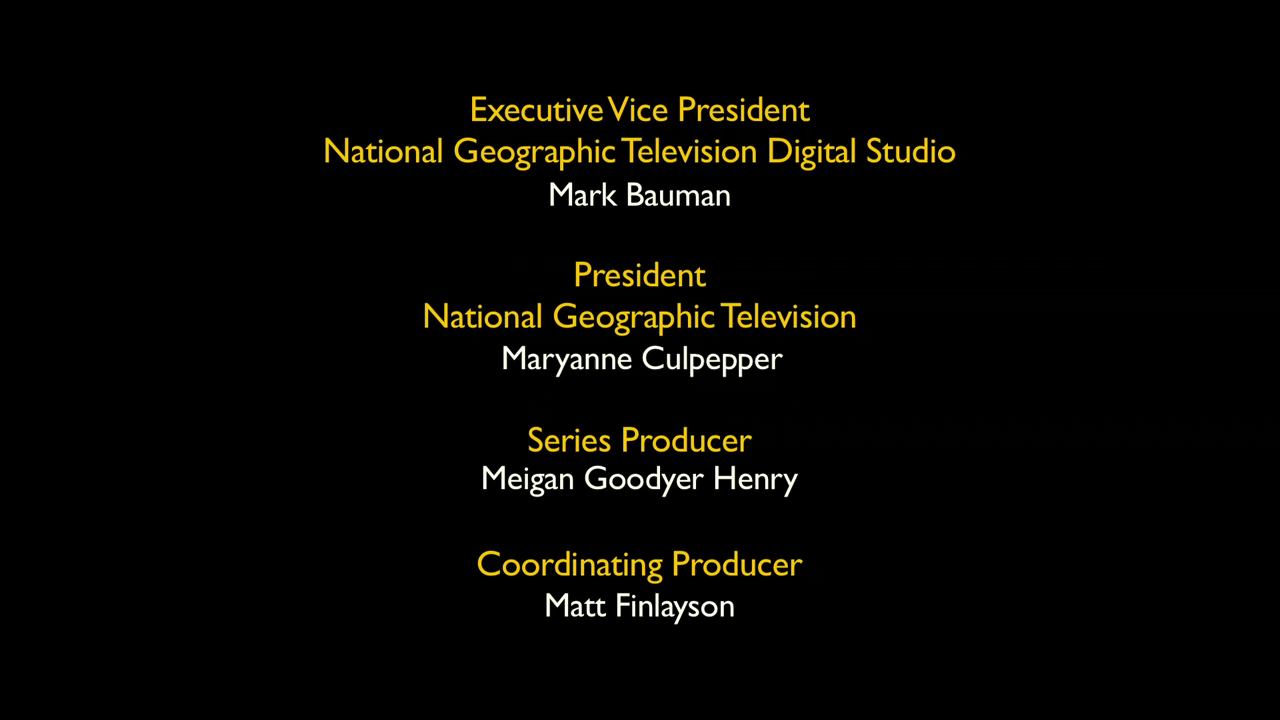 Executive Vice President
National Geographic Television Digital Studio
Mark Bauman
President
National Geographic Television
Maryanne Culpepper
Series Producer
Meigan Goodyer Henry
Coordinating Producer
Matt Finlayson